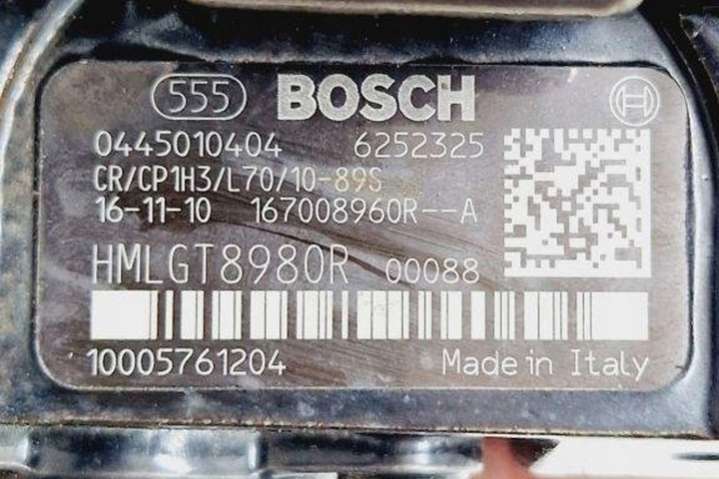 555 BOSCH
0445010404 6252325
CR/CP1H3/L70/10-89S
16-11-10 167008960R--A
HMLGT8980R 00088
10005761204 Made in Italy